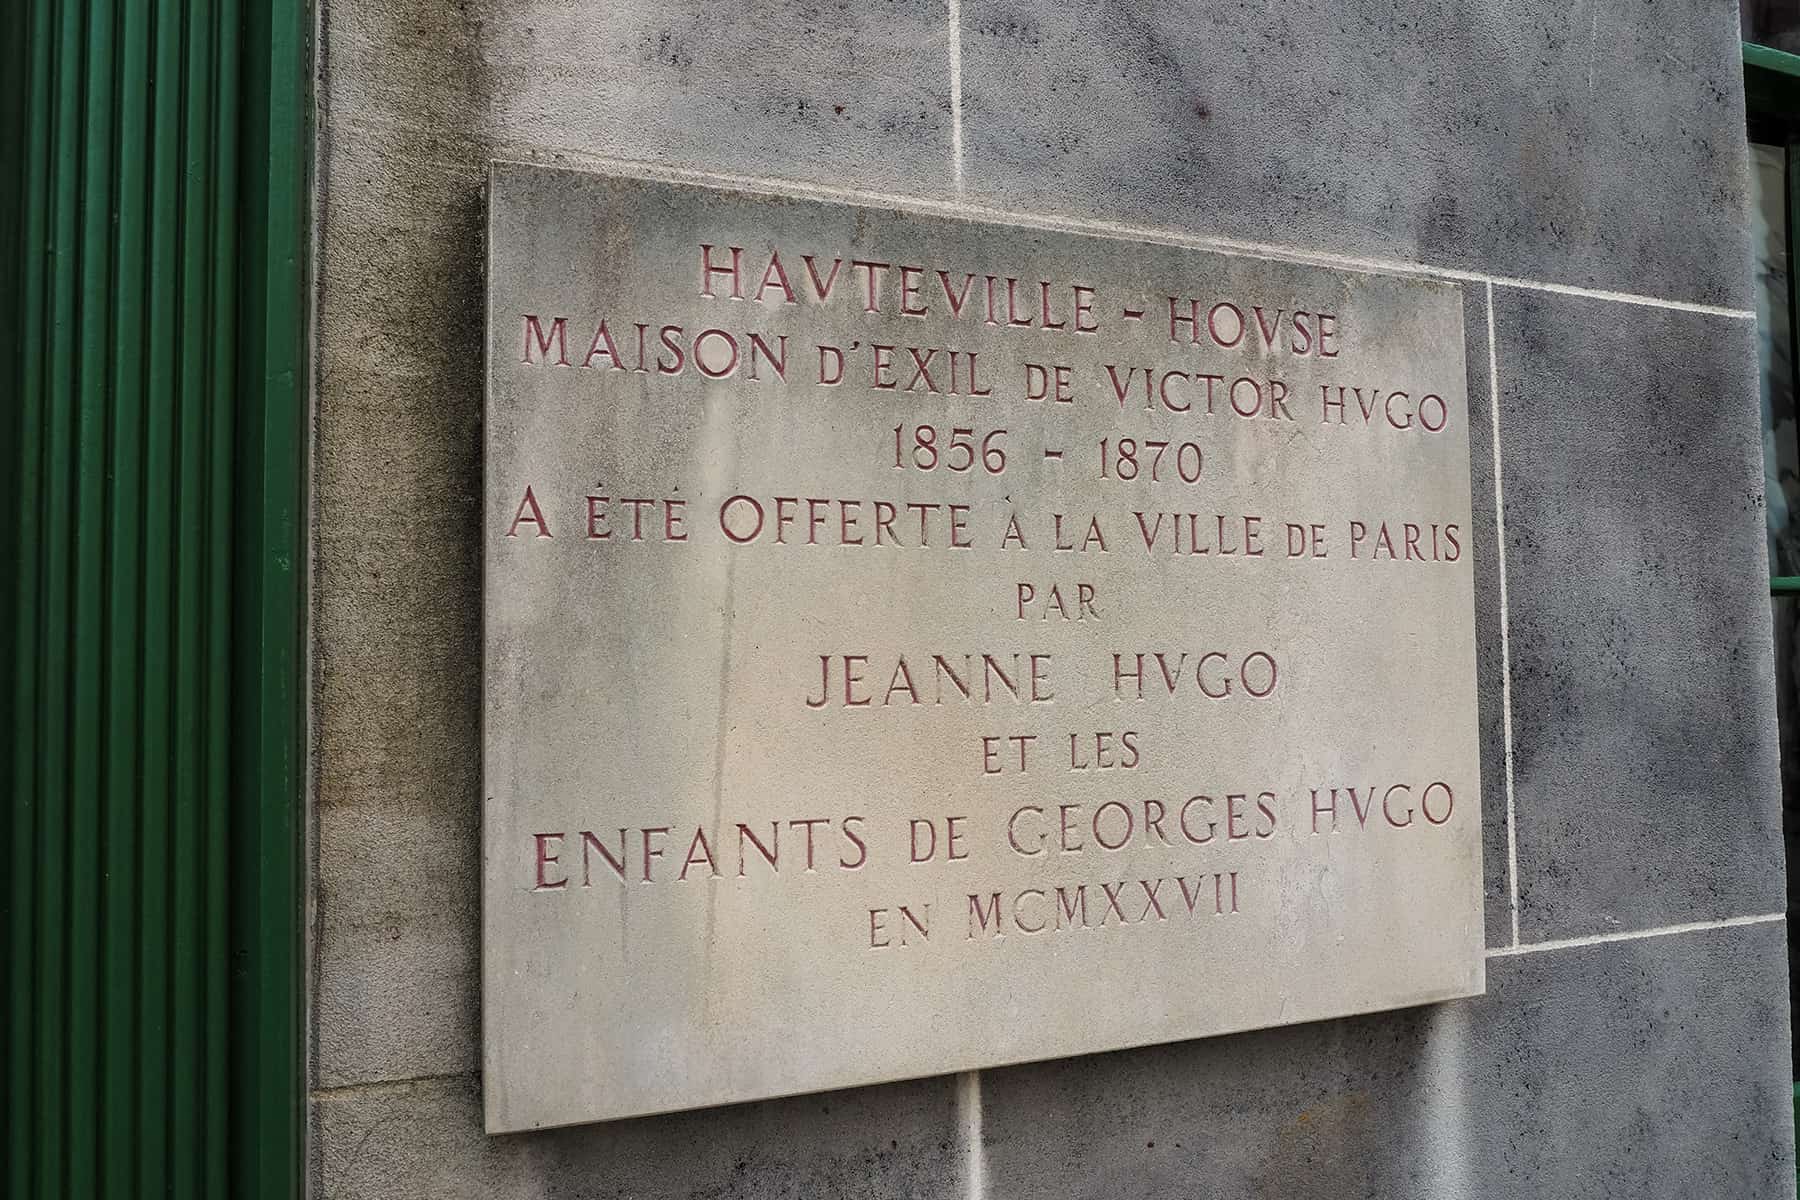 HAVTEVILLE - HOVSE
MAISON D'EXIL DE VICTOR HVGO
1856 - 1870
A ÉTÉ OFFERTE À LA VILLE DE PARIS
PAR
JEANNE HVGO
ET LES
ENFANTS DE GEORGES HVGO
EN MCMXXVII